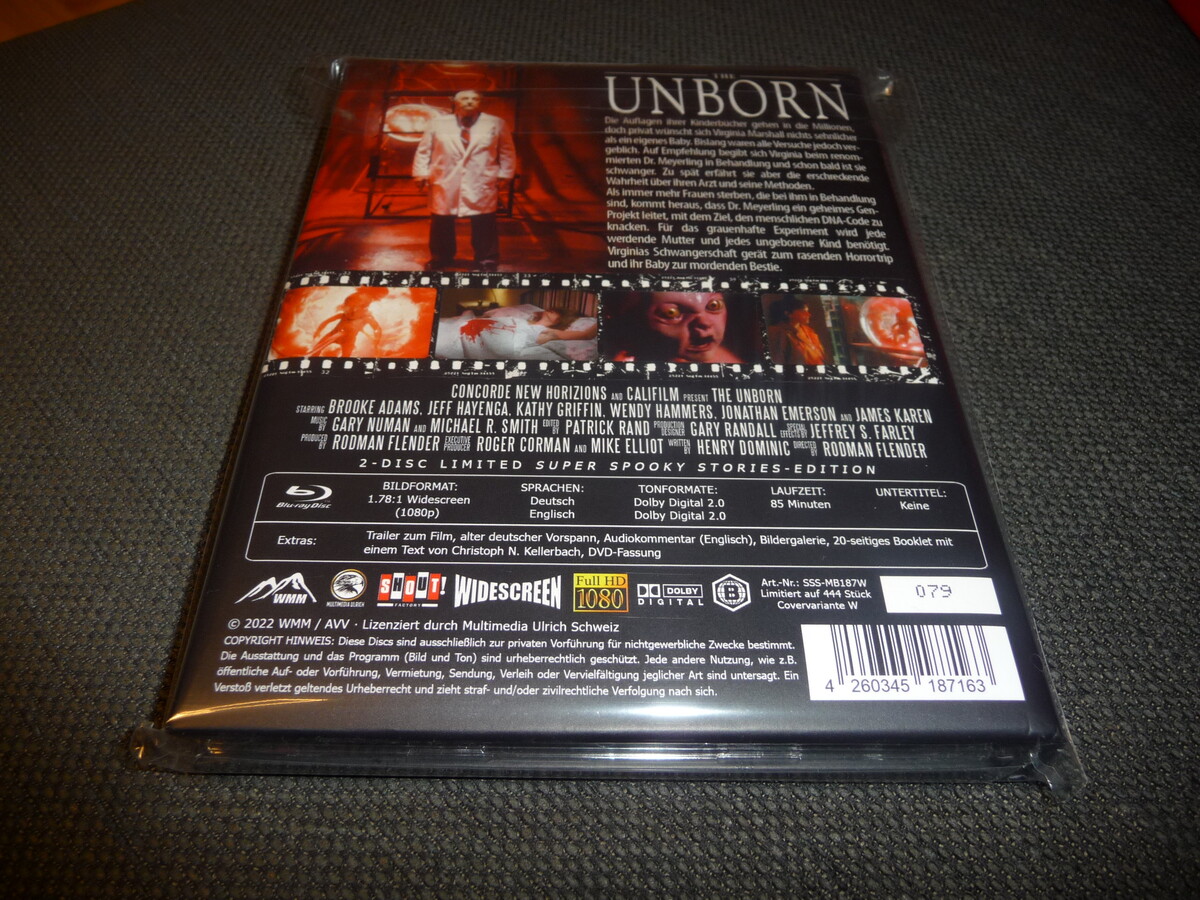 THE
UNBORN
Die Auflagen ihrer Kinderbücher gehen in die Millionen,
doch privat wünscht sich Virginia Marshall nichts sehnlicher
als ein eigenes Baby. Bislang waren alle Versuche jedoch ver-
geblich. Auf Empfehlung begibt sich Virginia beim renom-
mierten Dr. Meyerling in Behandlung und schon bald ist sie
schwanger. Zu spät erfährt sie aber die erschreckende
Wahrheit über ihren Arzt und seine Methoden.
Als immer mehr Frauen sterben, die bei ihm in Behandlung
sind, kommt heraus, dass Dr. Meyerling ein geheimes Gen-
Projekt leitet, mit dem Ziel, den menschlichen DNA-Code zu
knacken. Für das grauenhafte Experiment wird jede
werdende Mutter und jedes ungeborene Kind benötigt.
Virginias Schwangerschaft gerät zum rasenden Horrortrip
und ihr Baby zur mordenden Bestie.
CONCORDE NEW HORIZIONS AND CALIFILM PRESENT THE UNBORN
STARRING BROOKE ADAMS, JEFF HAYENGA, KATHY GRIFFIN, WENDY HAMMERS, JONATHAN EMERSON AND JAMES KAREN
MUSIC BY GARY NUMAN AND MICHAEL R. SMITH EDITED BY PATRICK RAND PRODUCTION DESIGNER GARY RANDALL SPECIAL EFFECTS BY JEFFREY S. FARLEY
PRODUCED BY RODMAN FLENDER EXECUTIVE PRODUCER ROGER CORMAN AND MIKE ELLIOT WRITTEN BY HENRY DOMINIC DIRECTED BY RODMAN FLENDER
2-DISC LIMITED SUPER SPOOKY STORIES-EDITION
Blu-ray Disc
BILDFORMAT: SPRACHEN: TONFORMATE: LAUFZEIT: UNTERTITEL:
1.78:1 Widescreen Deutsch Dolby Digital 2.0 85 Minuten Keine
(1080p) Englisch Dolby Digital 2.0
Extras: Trailer zum Film, alter deutscher Vorspann, Audiokommentar (Englisch), Bildergalerie, 20-seitiges Booklet mit
einem Text von Christoph N. Kellerbach, DVD-Fassung
WMM MULTIMEDIA ULRICH SHOUT! FACTORY WIDESCREEN Full HD 1080 DOLBY DIGITAL
Art.-Nr.: SSS-MB187W
Limitiert auf 444 Stück
Covervariante W
079
© 2022 WMM / AVV · Lizenziert durch Multimedia Ulrich Schweiz
COPYRIGHT HINWEIS: Diese Discs sind ausschließlich zur privaten Vorführung für nichtgewerbliche Zwecke bestimmt.
Die Ausstattung und das Programm (Bild und Ton) sind urheberrechtlich geschützt. Jede andere Nutzung, wie z.B.
öffentliche Auf- oder Vorführung, Vermietung, Sendung, Verleih oder Vervielfältigung jeglicher Art sind untersagt. Ein
Verstoß verletzt geltendes Urheberrecht und zieht straf- und/oder zivilrechtliche Verfolgung nach sich.
4 260345 187163